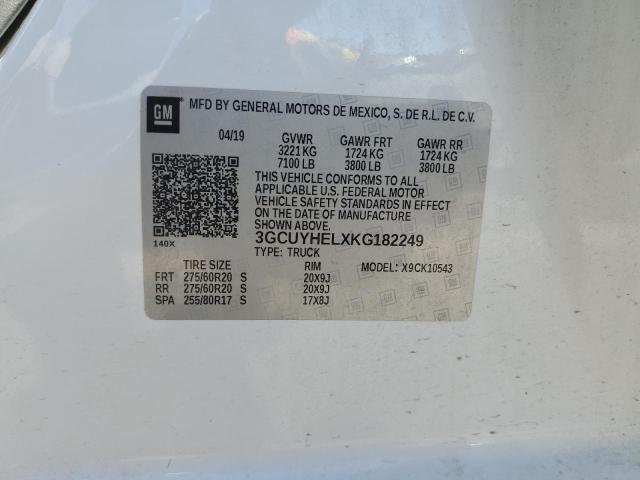 GM
MFD BY GENERAL MOTORS DE MEXICO, S. DE R.L. DE C.V.
04/19 GVWR GAWR FRT GAWR RR
3221 KG 1724 KG 1724 KG
7100 LB 3800 LB 3800 LB
THIS VEHICLE CONFORMS TO ALL
APPLICABLE U.S. FEDERAL MOTOR
VEHICLE SAFETY STANDARDS IN EFFECT
ON THE DATE OF MANUFACTURE
SHOWN ABOVE.
3GCUYHELXKG182249
140X
TYPE: TRUCK MODEL: X9CK10543
TIRE SIZE RIM
FRT 275/60R20 S 20X9J
RR 275/60R20 S 20X9J
SPA 255/80R17 S 17X8J